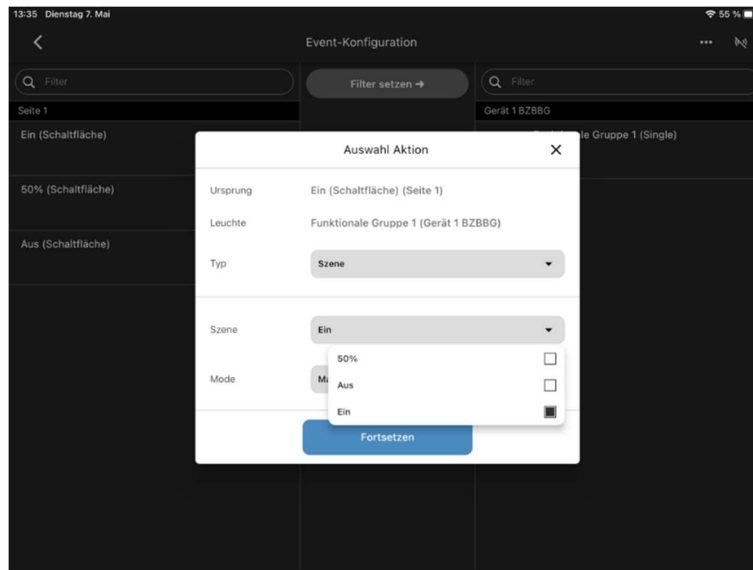 13:35 Dienstag 7. Mai
55 %
Event-Konfiguration
Filter
Filter setzen
Filter
Seite 1
Gerät 1 BZBBG
Ein (Schaltfläche)
Gruppe 1 (Single)
50% (Schaltfläche)
Aus (Schaltfläche)
Auswahl Aktion
Ursprung Ein (Schaltfläche) (Seite 1)
Leuchte Funktionale Gruppe 1 (Gerät 1 BZBBG)
Typ Szene
Szene Ein
50%
Mode
Aus
Ein
Fortsetzen